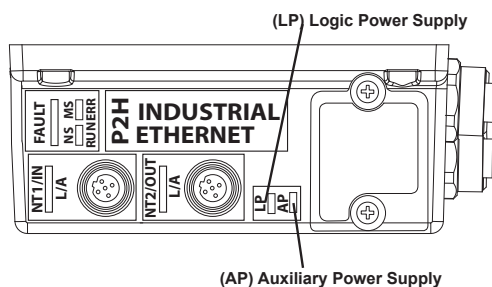 (LP) Logic Power Supply
FAULT
NS MS
RUN ERR
P2H INDUSTRIAL
ETHERNET
NT1/IN
L/A
NT2/OUT
L/A
LP
AP
(AP) Auxiliary Power Supply